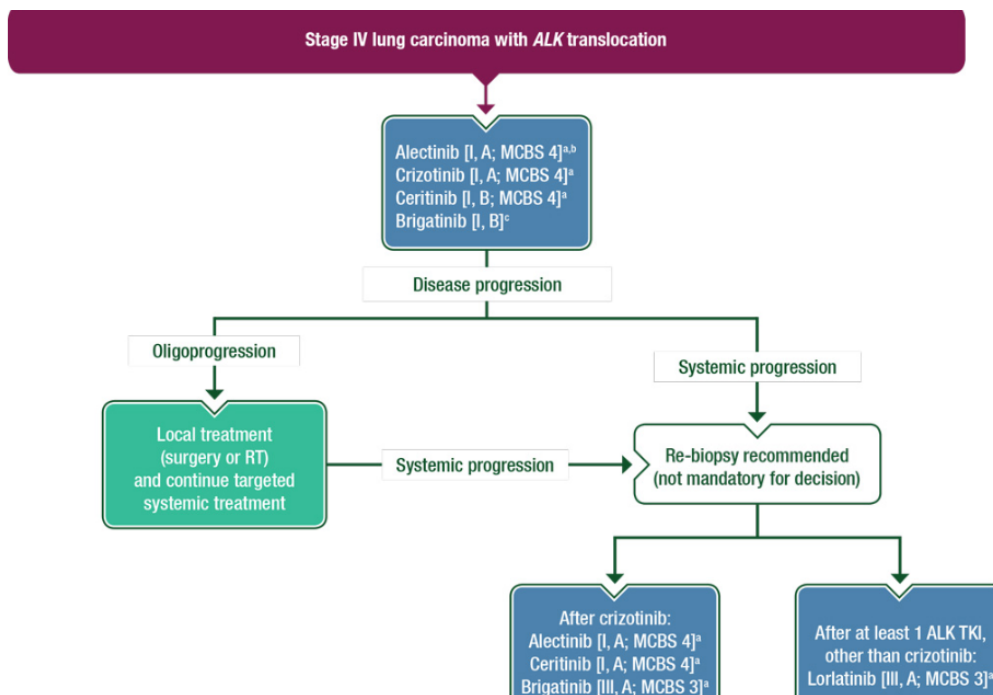 Stage IV lung carcinoma with ALK translocation
Alectinib [I, A; MCBS 4]a,b
Crizotinib [I, A; MCBS 4]a
Ceritinib [I, B; MCBS 4]a
Brigatinib [I, B]c
Disease progression
Oligoprogression
Systemic progression
Local treatment
(surgery or RT)
and continue targeted
systemic treatment
Systemic progression
Re-biopsy recommended
(not mandatory for decision)
After crizotinib:
Alectinib [I, A; MCBS 4]a
Ceritinib [I, A; MCBS 4]a
Brigatinib [III, A; MCBS 3]a
After at least 1 ALK TKI,
other than crizotinib:
Lorlatinib [III, A; MCBS 3]a